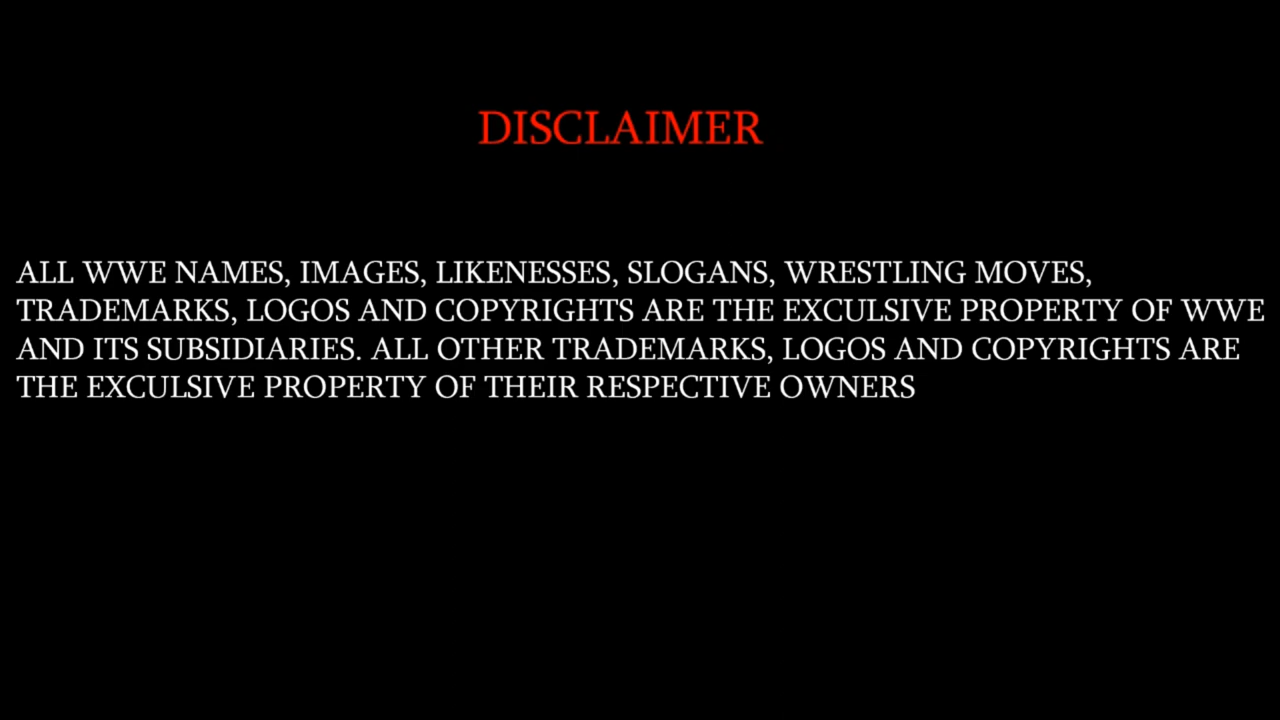 DISCLAIMER
ALL WWE NAMES, IMAGES, LIKENESSES, SLOGANS, WRESTLING MOVES,
TRADEMARKS, LOGOS AND COPYRIGHTS ARE THE EXCULSIVE PROPERTY OF WWE
AND ITS SUBSIDIARIES. ALL OTHER TRADEMARKS, LOGOS AND COPYRIGHTS ARE
THE EXCULSIVE PROPERTY OF THEIR RESPECTIVE OWNERS